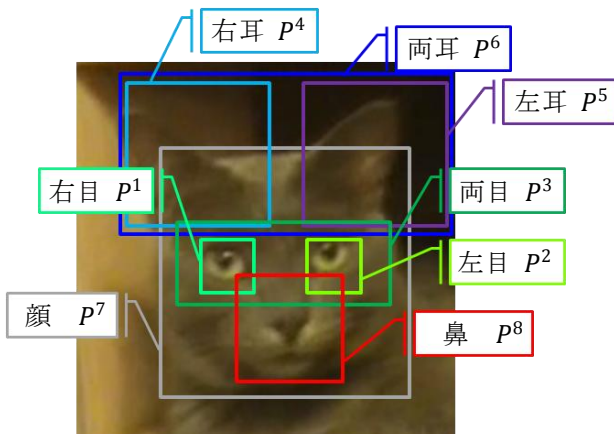 右耳 P⁴
両耳 P⁶
左耳 P⁵
右目 P¹
両目 P³
左目 P²
顔 P⁷
鼻 P⁸